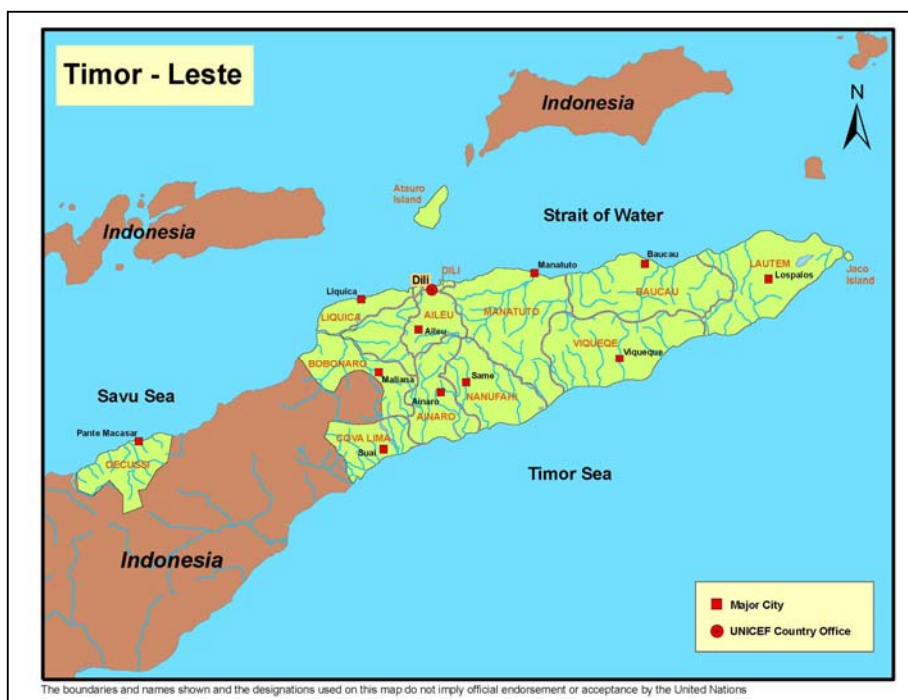 Timor - Leste
Indonesia
N
Atauro
Island
Strait of Water
Indonesia
Baucau
LAUTEM
Manatuto
Dili
DILI
Lospalos
Jaco
Island
BAUCAU
Liquica
LIQUICA
AILEU
MANATUTO
Aileu
VIQUEQE
Viqueque
BOBONARO
Maliana
Same
Savu Sea
Ainaro
NANUFAHI
AINARO
Pante Macasar
COVA LIMA
Suai
OECUSSI
Timor Sea
Indonesia
Major City
UNICEF Country Office
The boundaries and names shown and the designations used on this map do not imply official endorsement or acceptance by the United Nations